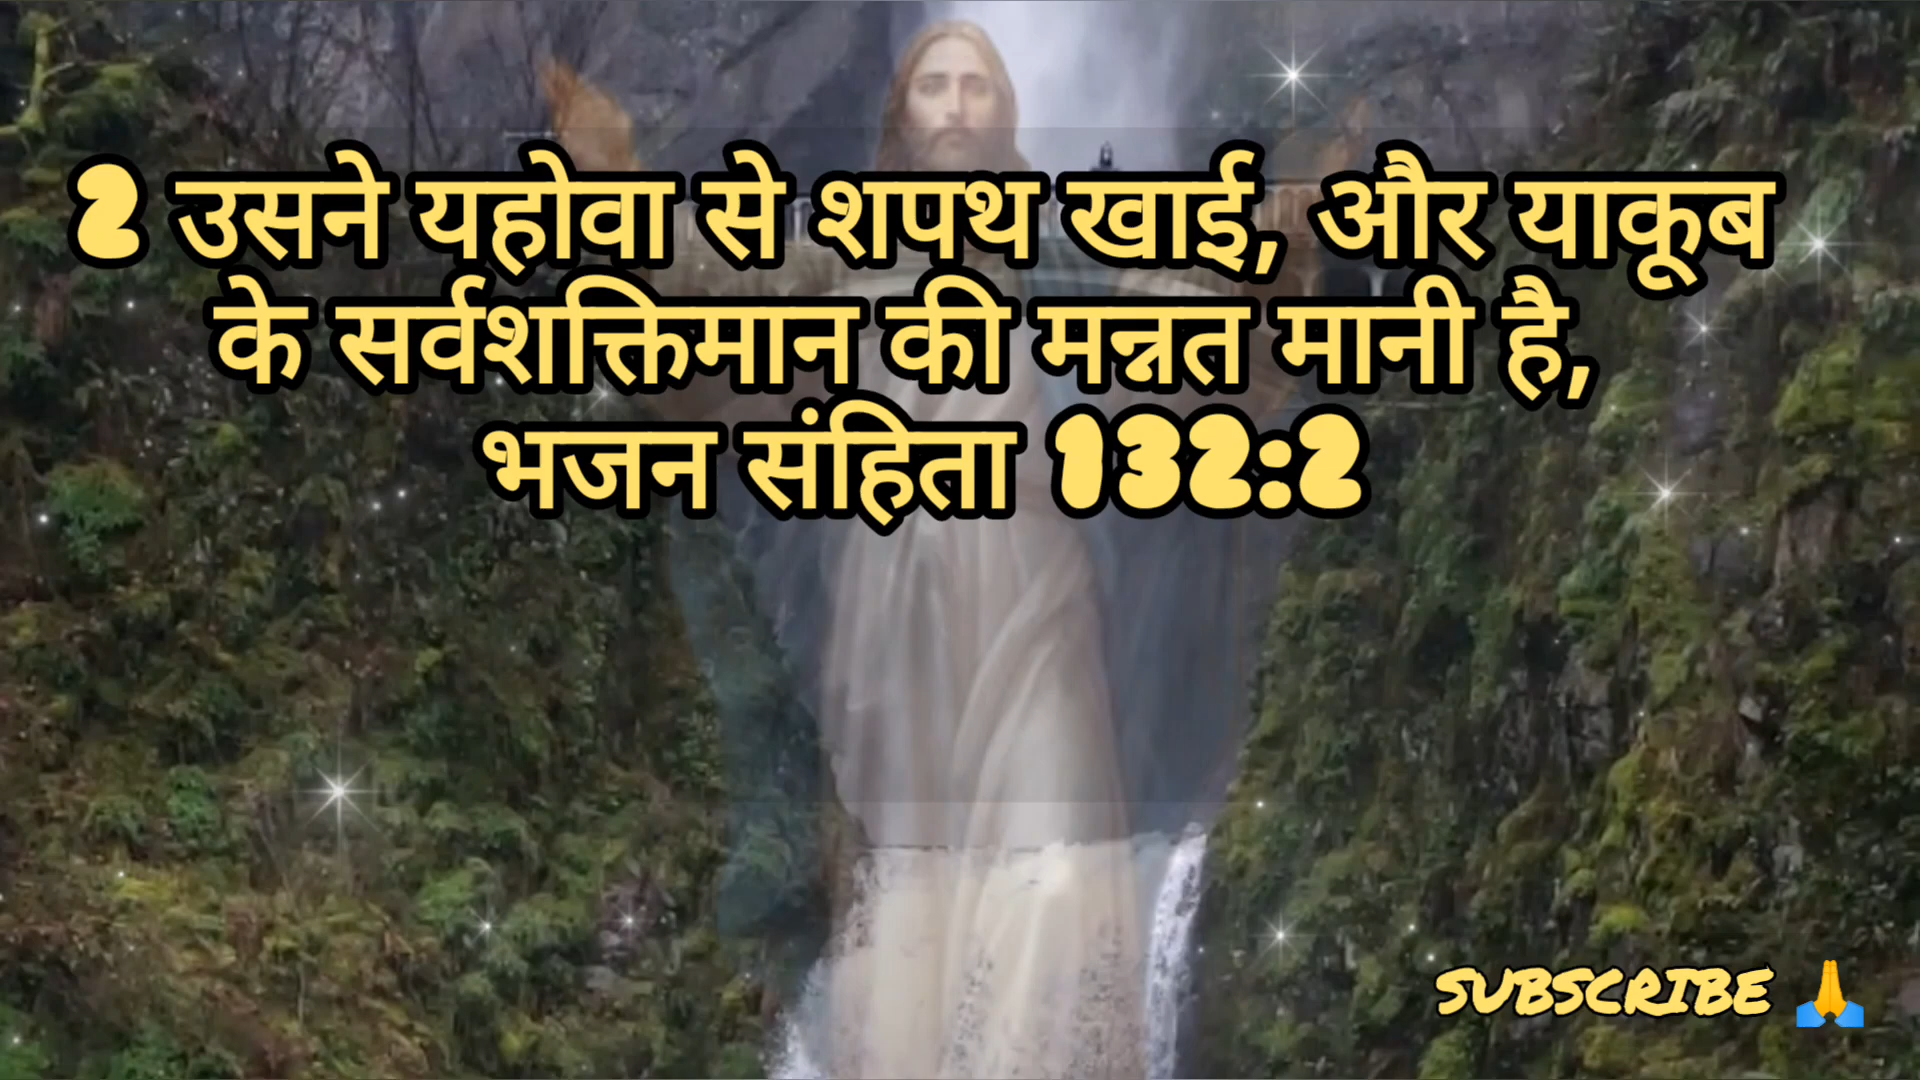 2 उसने यहोवा से शपथ खाई, और याकूब
के सर्वशक्तिमान की मन्नत मानी है,
भजन संहिता 132:2
SUBSCRIBE 🙏